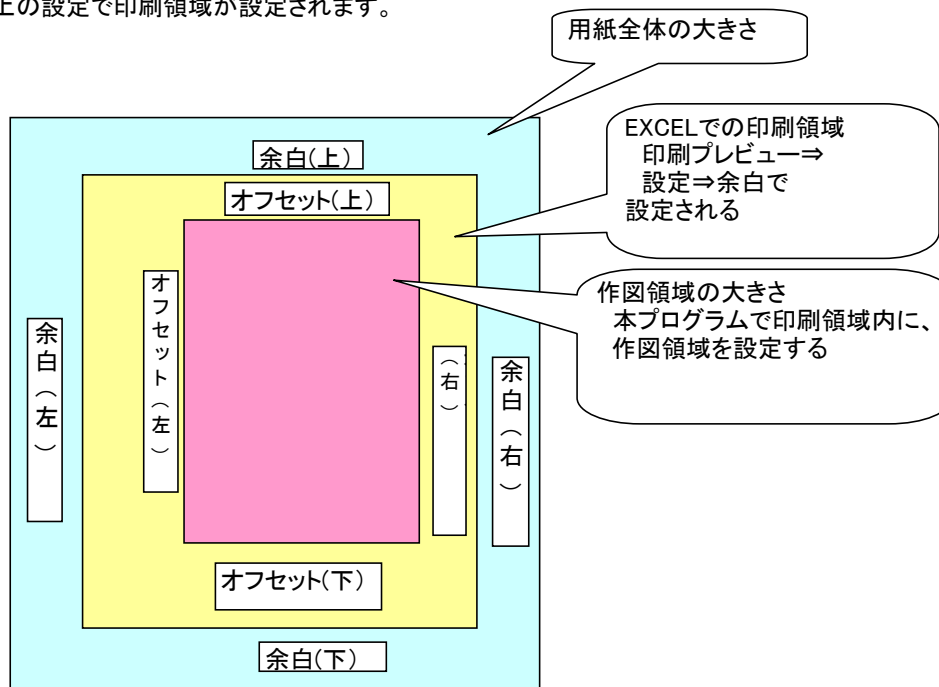 上の設定で印刷領域が設定されます。
用紙全体の大きさ
EXCELでの印刷領域
印刷プレビュー⇒
設定⇒余白で
設定される
余白(上)
オフセット(上)
作図領域の大きさ
本プログラムで印刷領域内に、
作図領域を設定する
オフセット(左)
余白(左)
(右)
余白(右)
オフセット(下)
余白(下)